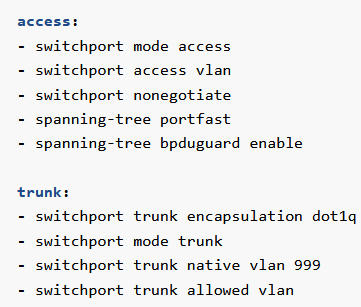 access:
- switchport mode access
- switchport access vlan
- switchport nonegotiate
- spanning-tree portfast
- spanning-tree bpduguard enable
trunk:
- switchport trunk encapsulation dot1q
- switchport mode trunk
- switchport trunk native vlan 999
- switchport trunk allowed vlan